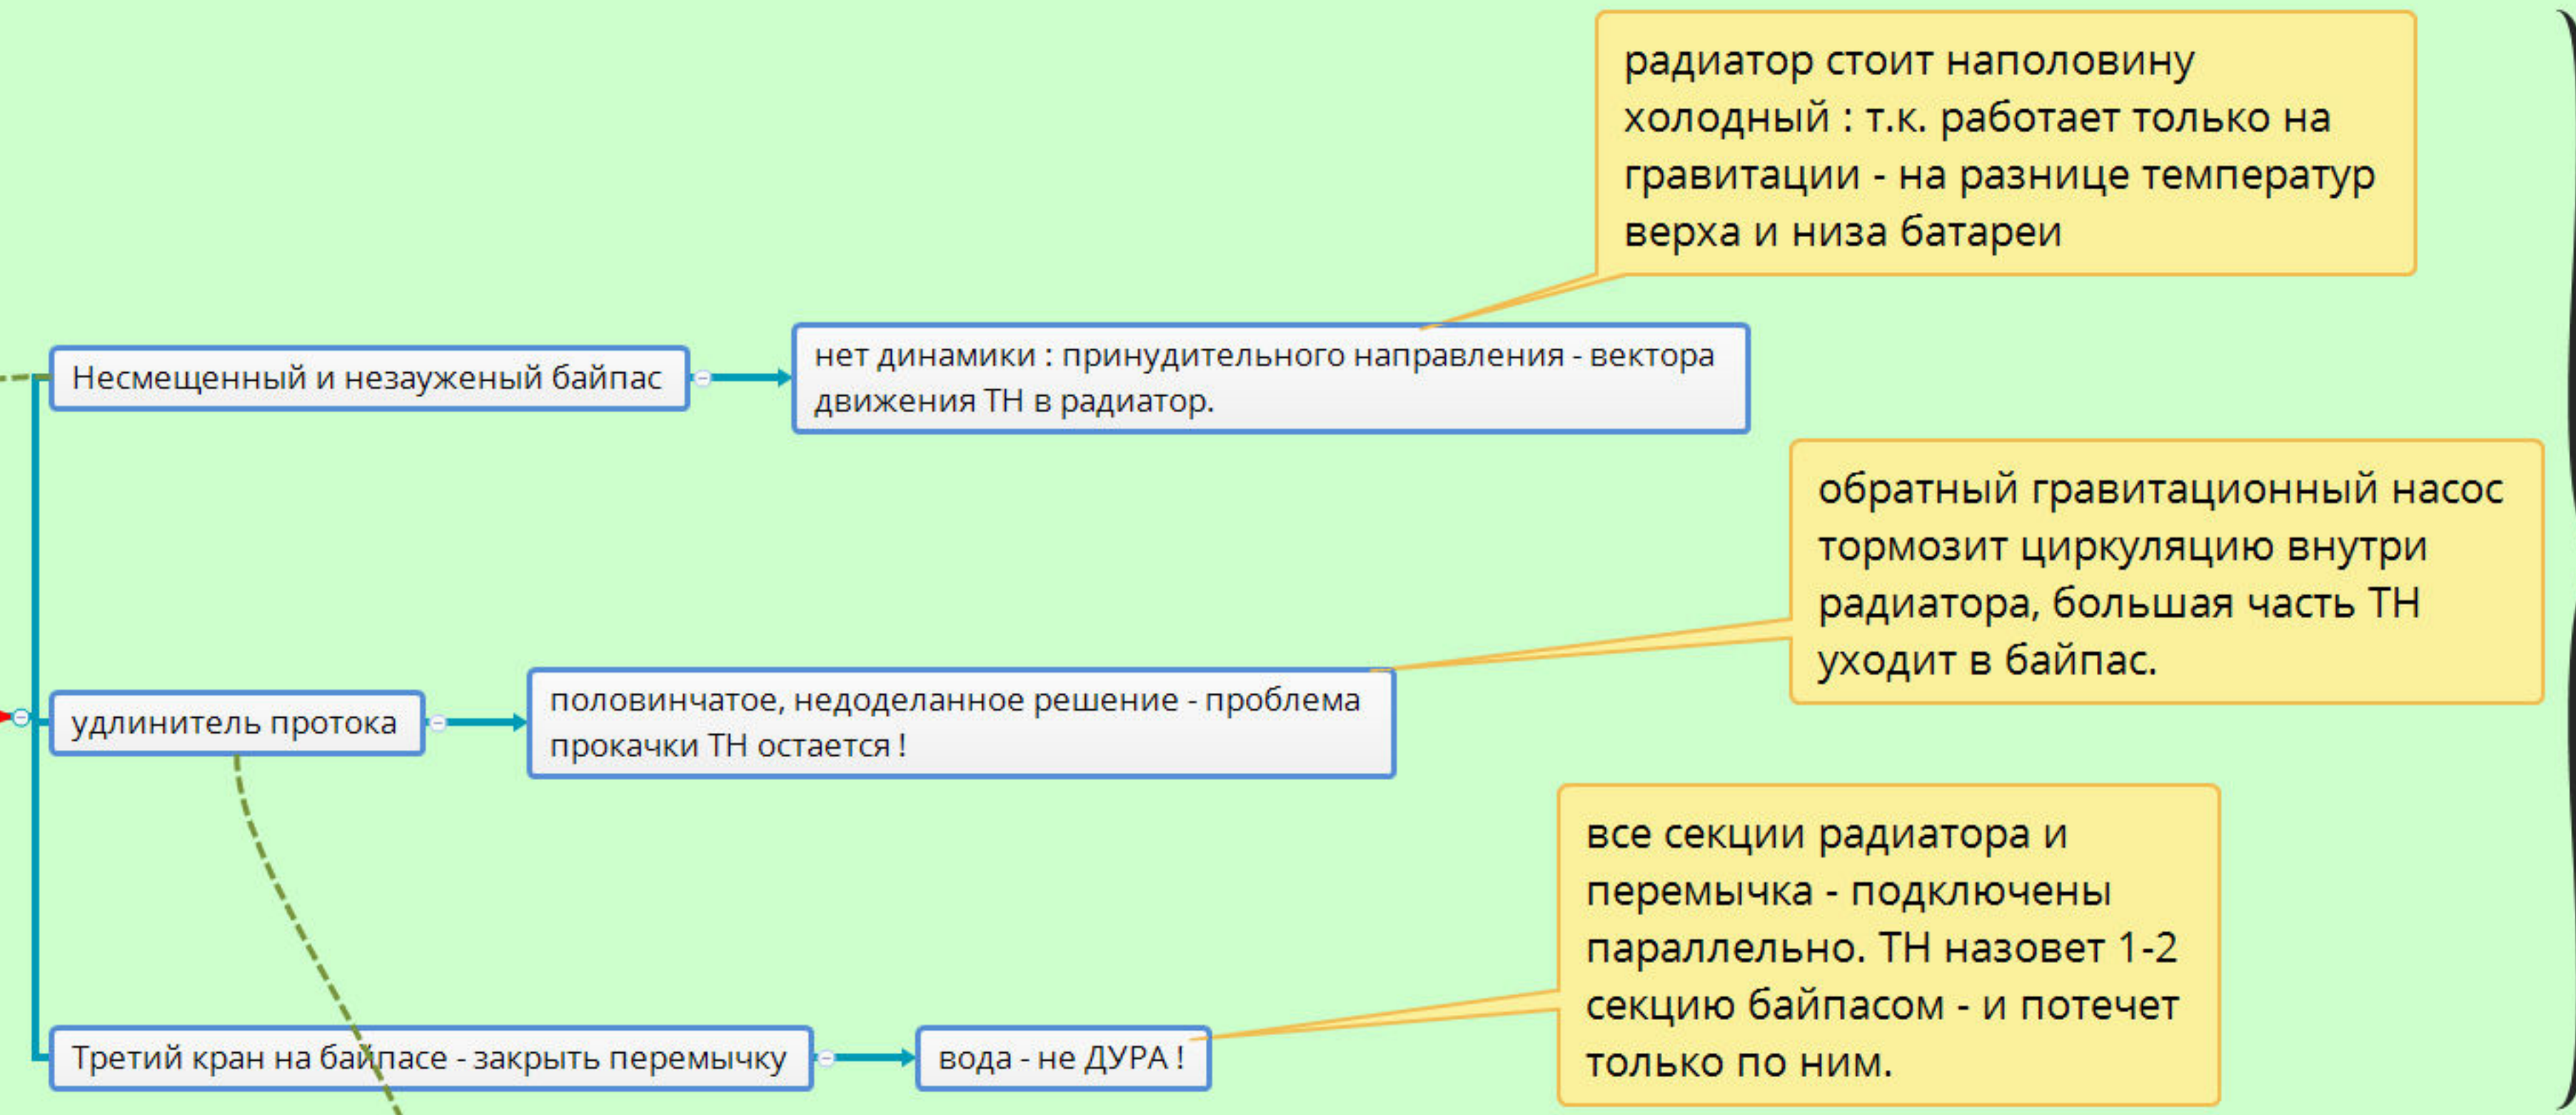 радиатор стоит наполовину
холодный : т.к. работает только на
гравитации - на разнице температур
верха и низа батареи
Несмещенный и незауженый байпас
нет динамики : принудительного направления - вектора
движения ТН в радиатор.
обратный гравитационный насос
тормозит циркуляцию внутри
радиатора, большая часть ТН
уходит в байпас.
удлинитель протока
половинчатое, недоделанное решение - проблема
прокачки ТН остается !
все секции радиатора и
перемычка - подключены
параллельно. ТН назовет 1-2
секцию байпасом - и потечет
только по ним.
Третий кран на байпасе - закрыть перемычку
вода - не ДУРА !